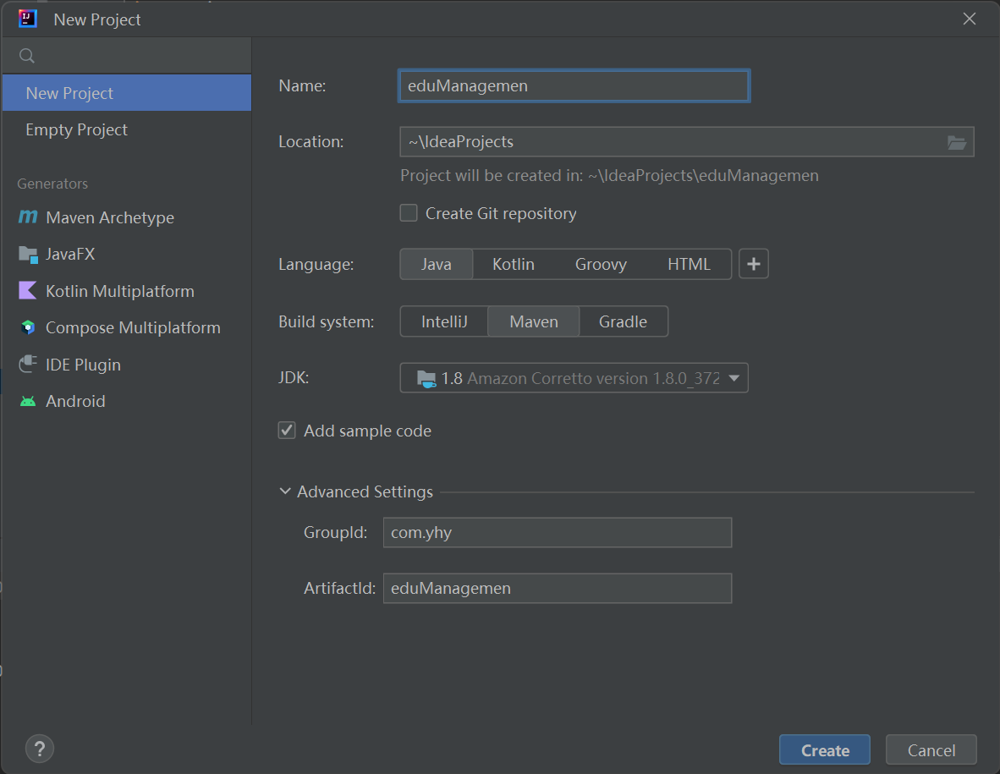 New Project
New Project
Empty Project
Generators
Maven Archetype
JavaFX
Kotlin Multiplatform
Compose Multiplatform
IDE Plugin
Android
Name: eduManagemen
Location: ~\IdeaProjects
Project will be created in: ~\IdeaProjects\eduManagemen
Create Git repository
Language: Java Kotlin Groovy HTML +
Build system: IntelliJ Maven Gradle
JDK: 1.8 Amazon Corretto version 1.8.0_372
Add sample code
Advanced Settings
GroupId: com.yhy
ArtifactId: eduManagemen
? Create Cancel